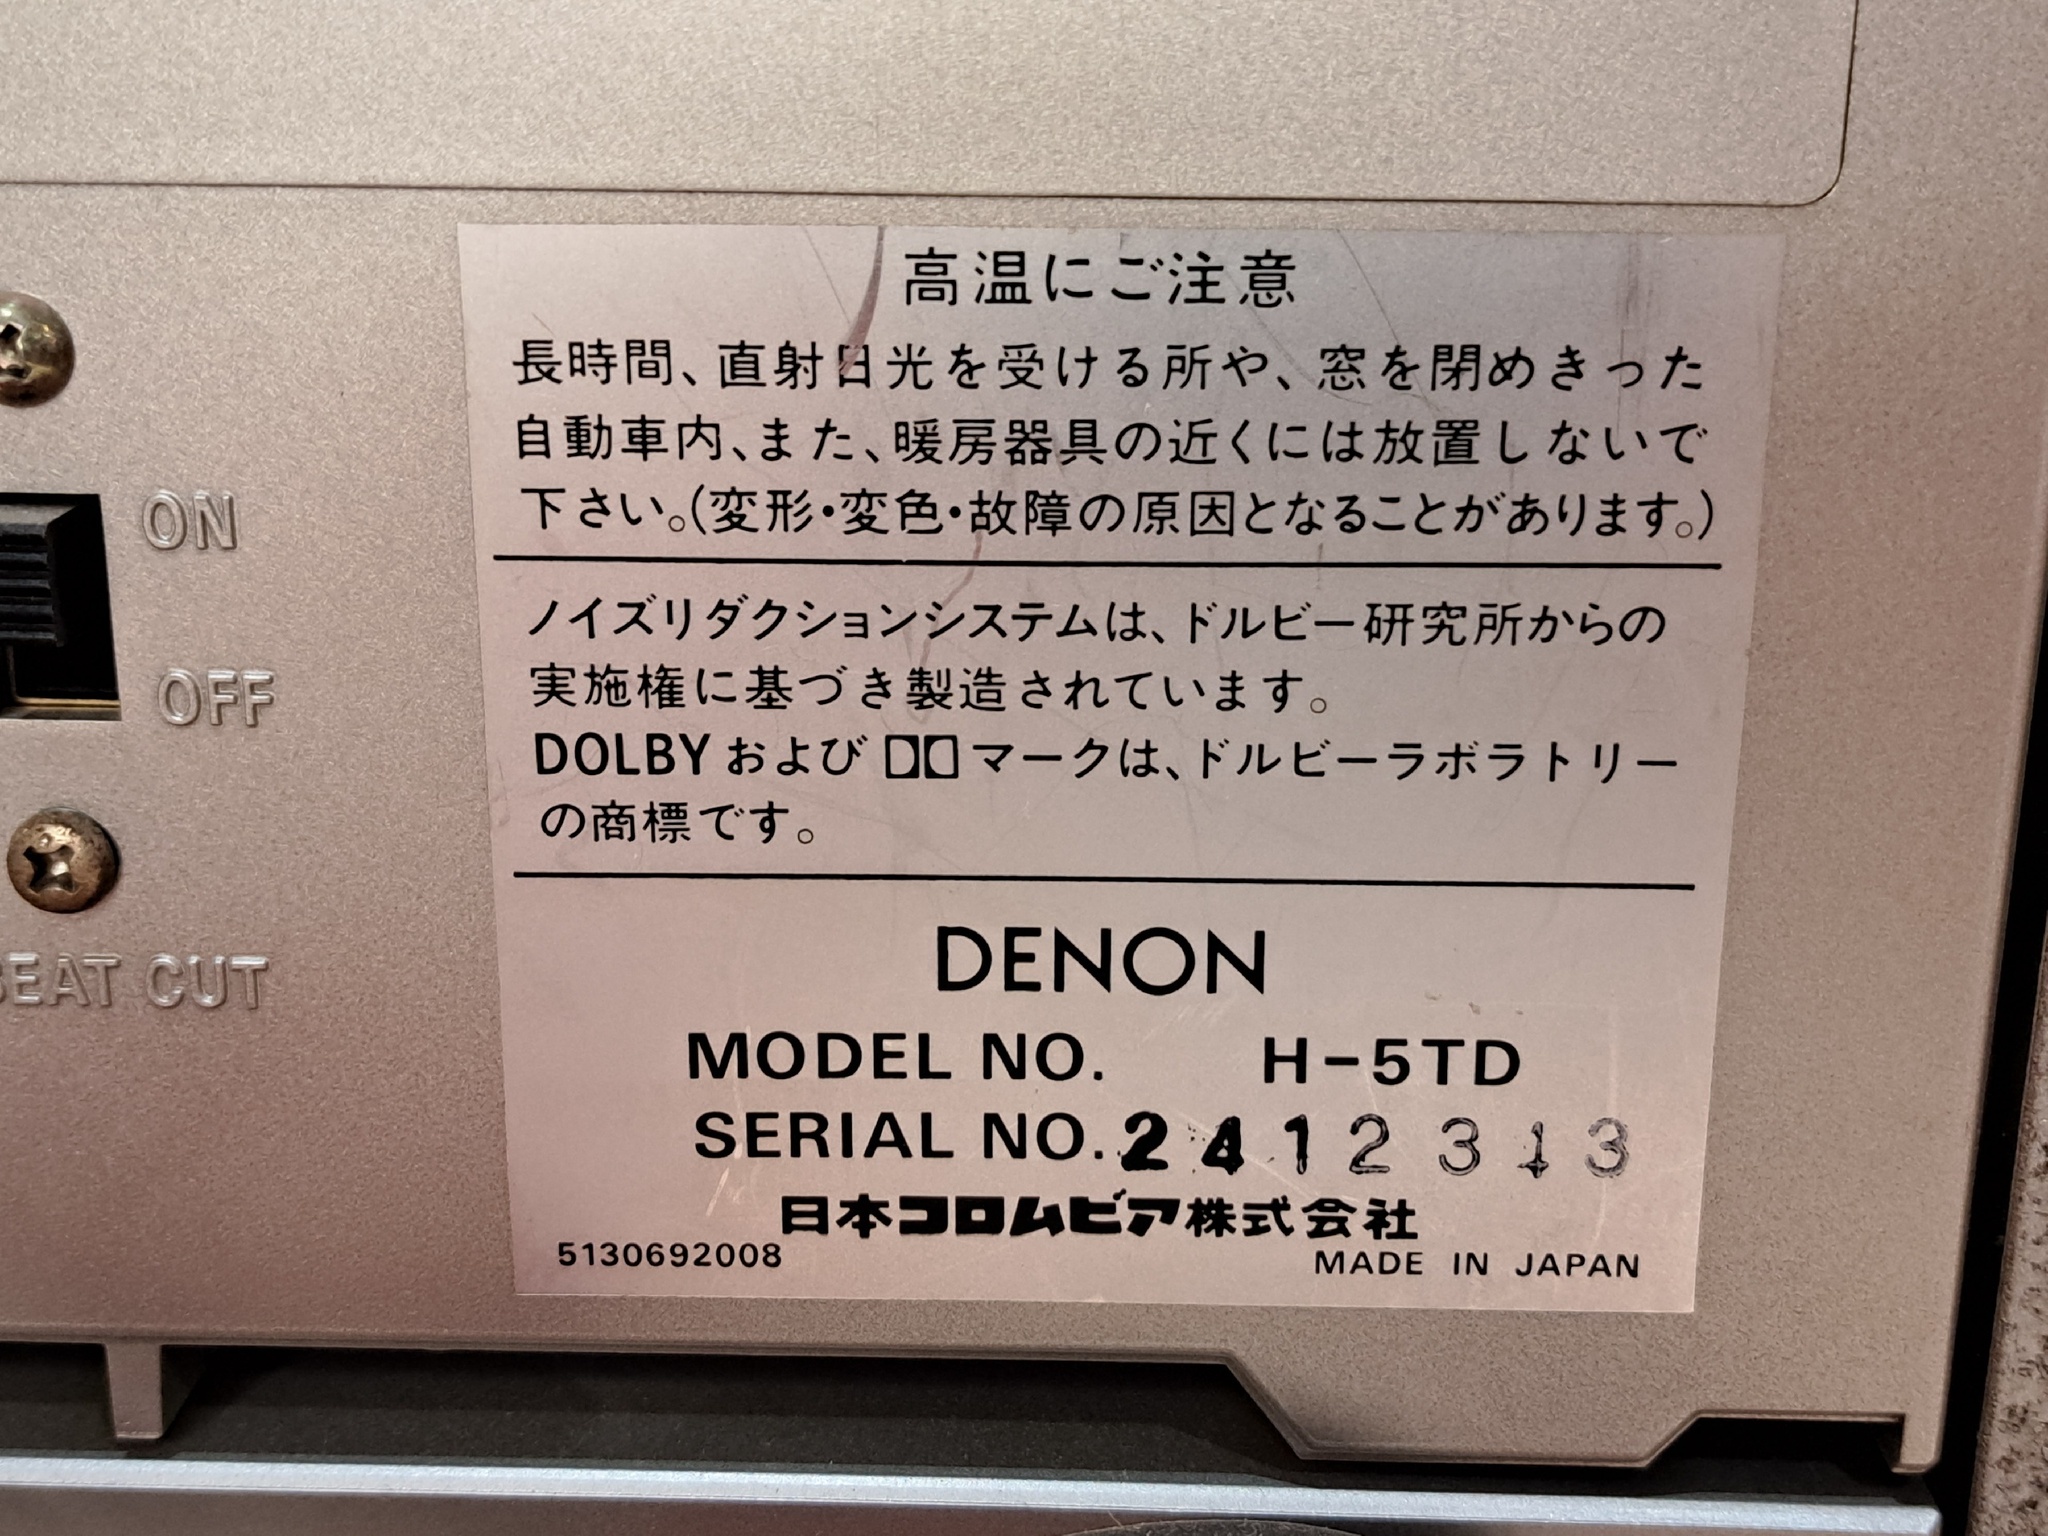 ON
OFF
BEAT CUT
高温にご注意
長時間、直射日光を受ける所や、窓を閉めきった
自動車内、また、暖房器具の近くには放置しないで
下さい。(変形・変色・故障の原因となることがあります。)
ノイズリダクションシステムは、ドルビー研究所からの
実施権に基づき製造されています。
DOLBY および マークは、ドルビーラボラトリー
の商標です。
DENON
MODEL NO. H-5TD
SERIAL NO. 2412313
日本コロムビア株式会社
5130692008 MADE IN JAPAN